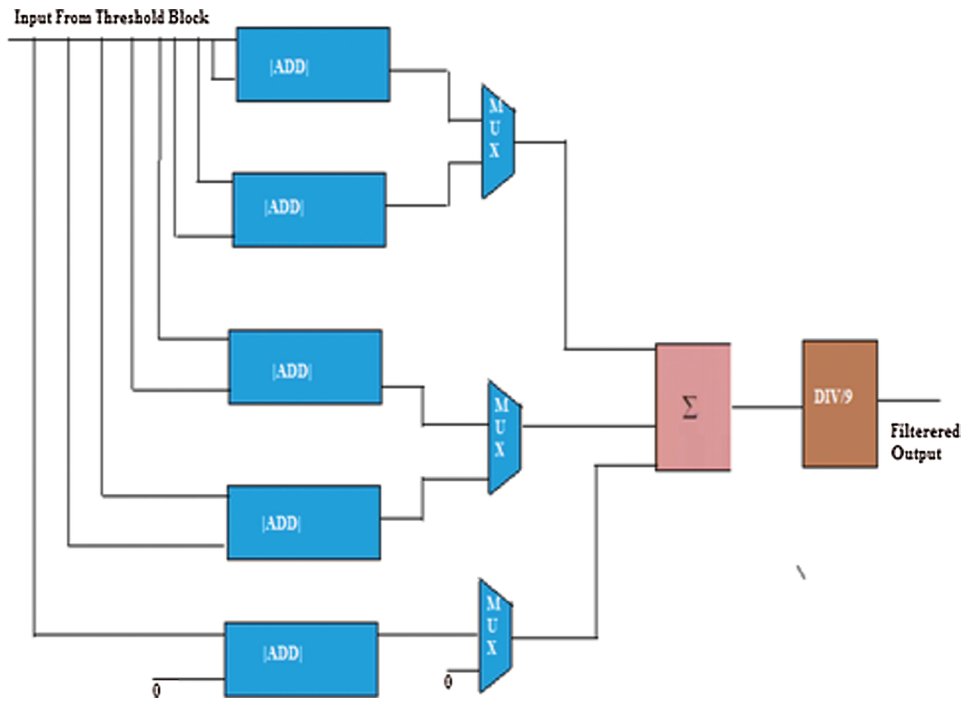 Input From Threshold Block
|ADD|
MUX
|ADD|
|ADD|
MUX
Σ
DIV/9
Filterered
Output
|ADD|
MUX
|ADD|
0
0